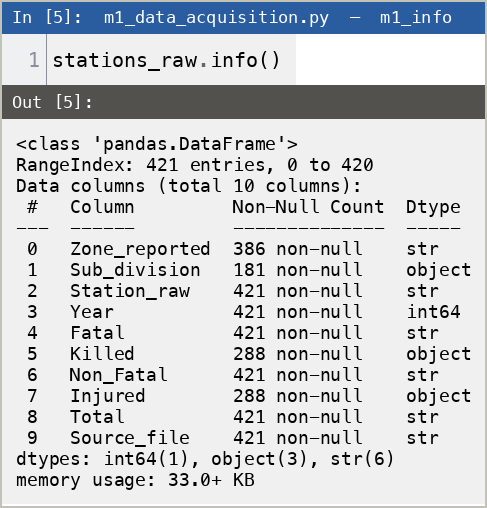 In [5]:  m1_data_acquisition.py  —  m1_info
1 stations_raw.info()
Out [5]:
<class 'pandas.DataFrame'>
RangeIndex: 421 entries, 0 to 420
Data columns (total 10 columns):
 #   Column         Non-Null Count  Dtype
---  ------         --------------  -----
 0   Zone_reported  386 non-null    str
 1   Sub_division   181 non-null    object
 2   Station_raw    421 non-null    str
 3   Year           421 non-null    int64
 4   Fatal          421 non-null    str
 5   Killed         288 non-null    object
 6   Non_Fatal      421 non-null    str
 7   Injured        288 non-null    object
 8   Total          421 non-null    str
 9   Source_file    421 non-null    str
dtypes: int64(1), object(3), str(6)
memory usage: 33.0+ KB